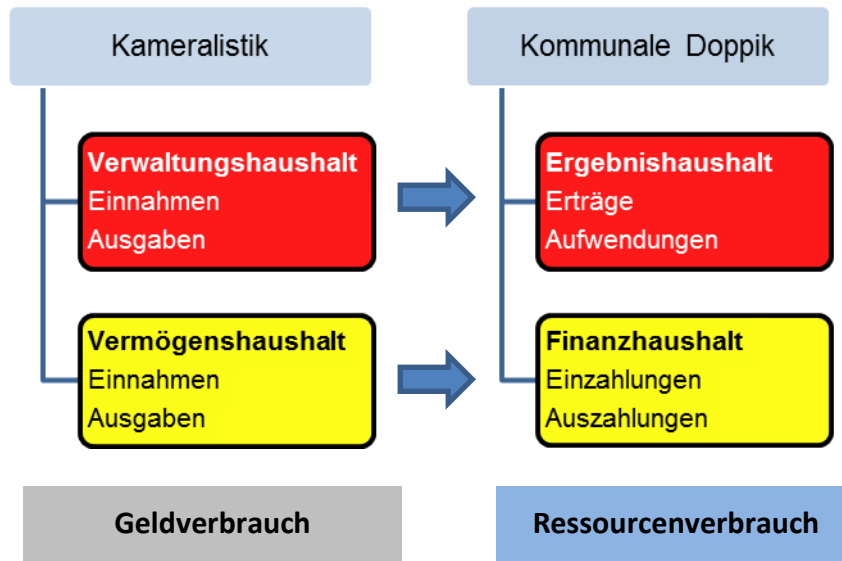 Kameralistik
Verwaltungshaushalt
Einnahmen
Ausgaben
Vermögenshaushalt
Einnahmen
Ausgaben
Geldverbrauch
Kommunale Doppik
Ergebnishaushalt
Erträge
Aufwendungen
Finanzhaushalt
Einzahlungen
Auszahlungen
Ressourcenverbrauch